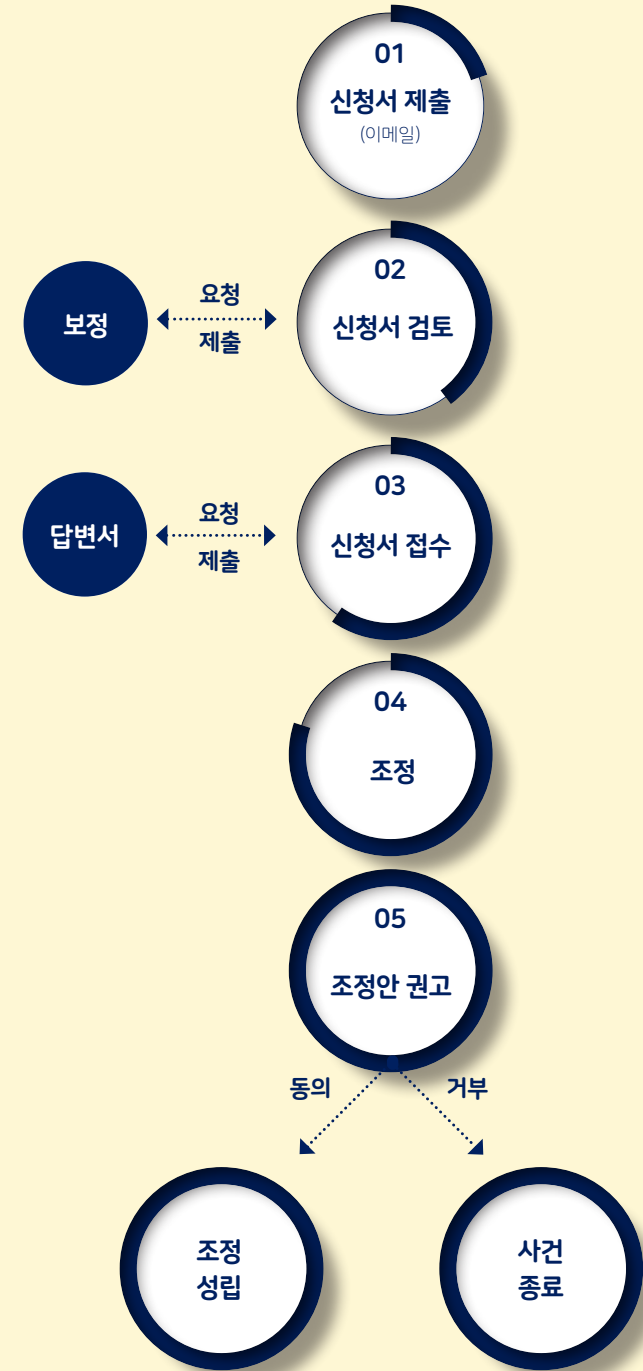 01
신청서 제출
(이메일)
02
신청서 검토
보정
요청
제출
03
신청서 접수
답변서
요청
제출
04
조정
05
조정안 권고
동의
거부
조정
성립
사건
종료